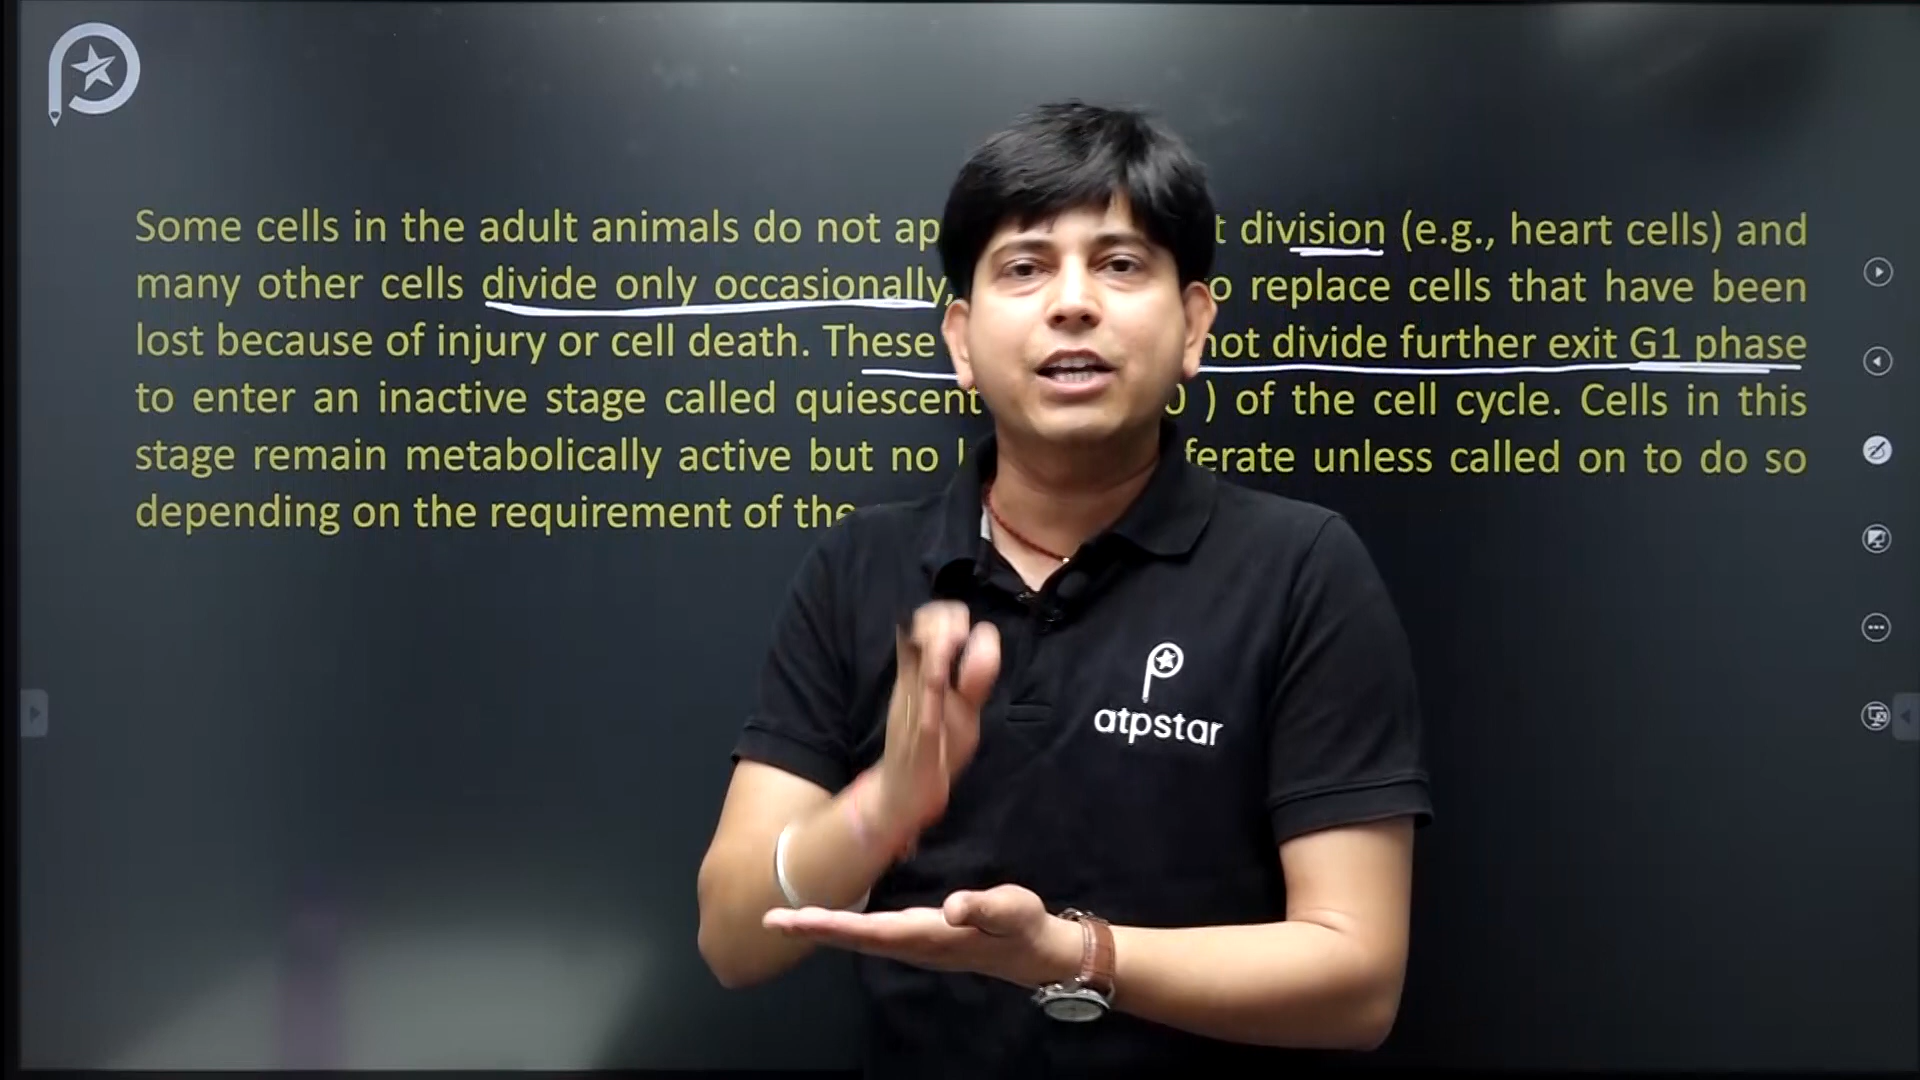 Some cells in the adult animals do not division (e.g., heart cells) and
many other cells divide only occasionally, replace cells that have been
lost because of injury or cell death. These not divide further exit G1 phase
to enter an inactive stage called quiescent ) of the cell cycle. Cells in this
stage remain metabolically active but no unless called on to do so
depending on the requirement of the
atpstar